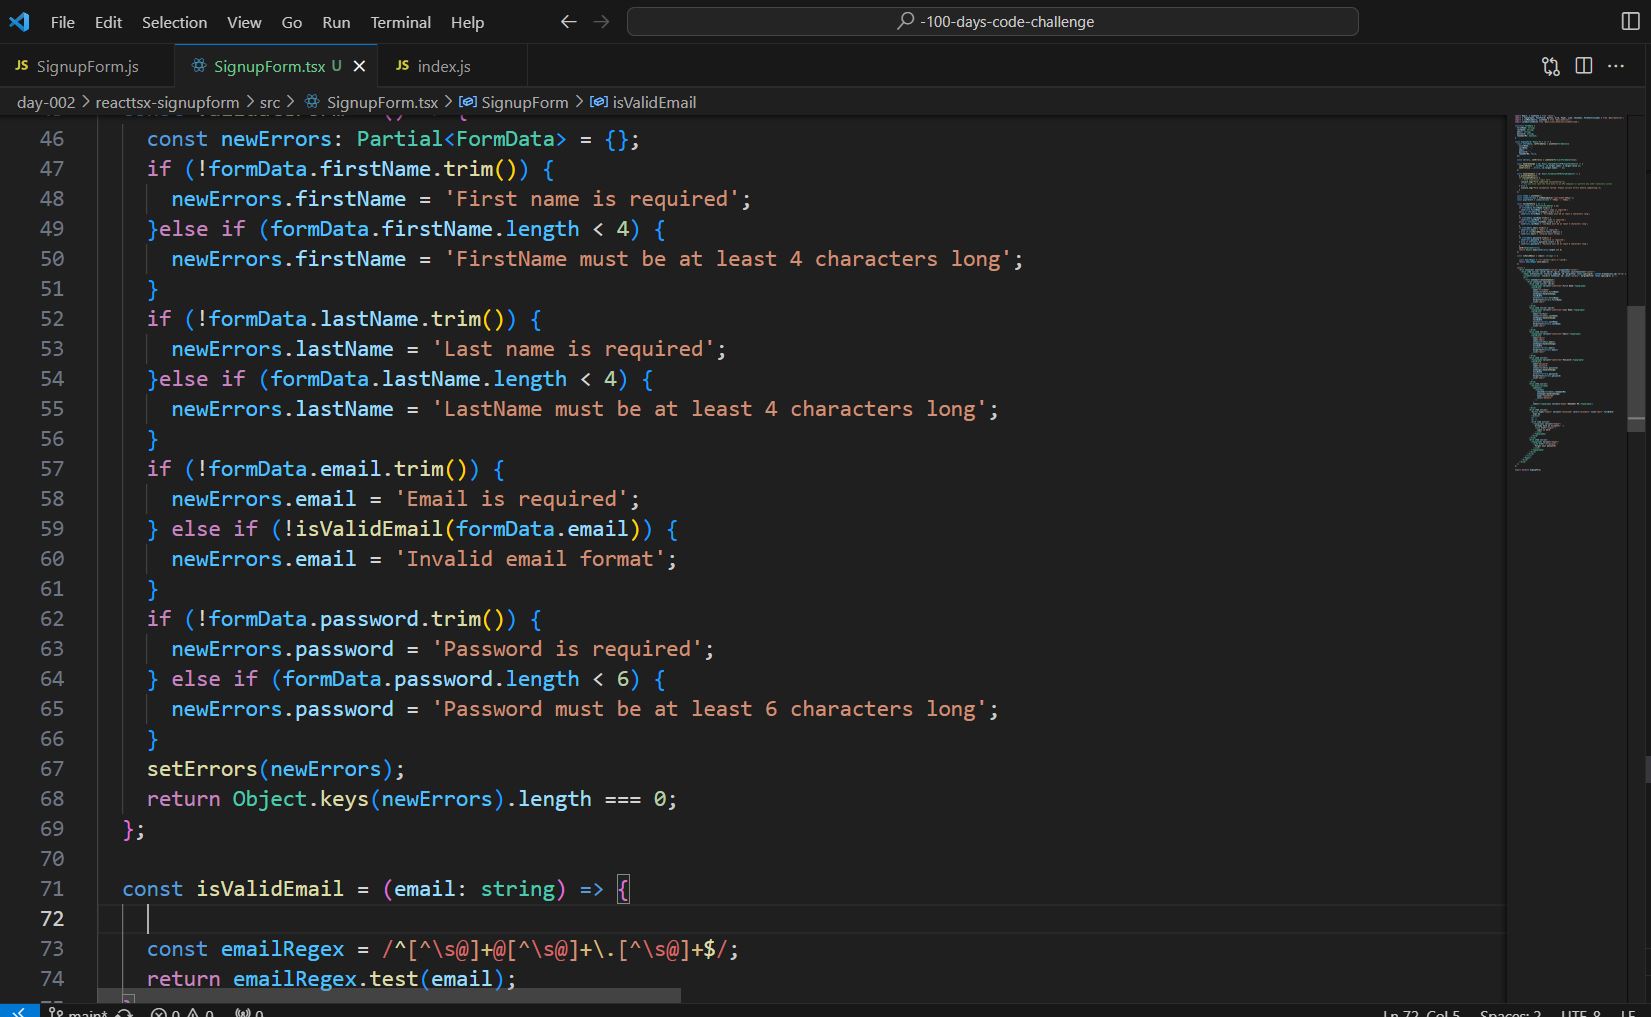 File Edit Selection View Go Run Terminal Help
-100-days-code-challenge
JS SignupForm.js
SignupForm.tsx U
JS index.js
day-002 > reacttsx-signupform > src > SignupForm.tsx > SignupForm > isValidEmail
46 const newErrors: Partial<FormData> = {};
47 if (!formData.firstName.trim()) {
48 newErrors.firstName = 'First name is required';
49 }else if (formData.firstName.length < 4) {
50 newErrors.firstName = 'FirstName must be at least 4 characters long';
51 }
52 if (!formData.lastName.trim()) {
53 newErrors.lastName = 'Last name is required';
54 }else if (formData.lastName.length < 4) {
55 newErrors.lastName = 'LastName must be at least 4 characters long';
56 }
57 if (!formData.email.trim()) {
58 newErrors.email = 'Email is required';
59 } else if (!isValidEmail(formData.email)) {
60 newErrors.email = 'Invalid email format';
61 }
62 if (!formData.password.trim()) {
63 newErrors.password = 'Password is required';
64 } else if (formData.password.length < 6) {
65 newErrors.password = 'Password must be at least 6 characters long';
66 }
67 setErrors(newErrors);
68 return Object.keys(newErrors).length === 0;
69 };
70
71 const isValidEmail = (email: string) => {
72
73 const emailRegex = /^[^\s@]+@[^\s@]+\.[^\s@]+$/;
74 return emailRegex.test(email);
main* 0 0 0 Ln 72, Col 5 Spaces: 2 UTF-8 LF